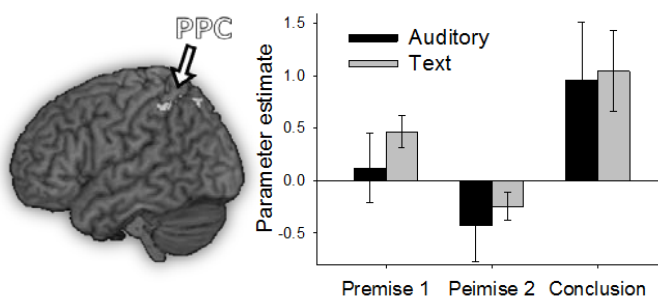 PPC
Auditory
Text
Parameter estimate
1.5
1.0
0.5
0.0
-0.5
Premise 1 Peimise 2 Conclusion